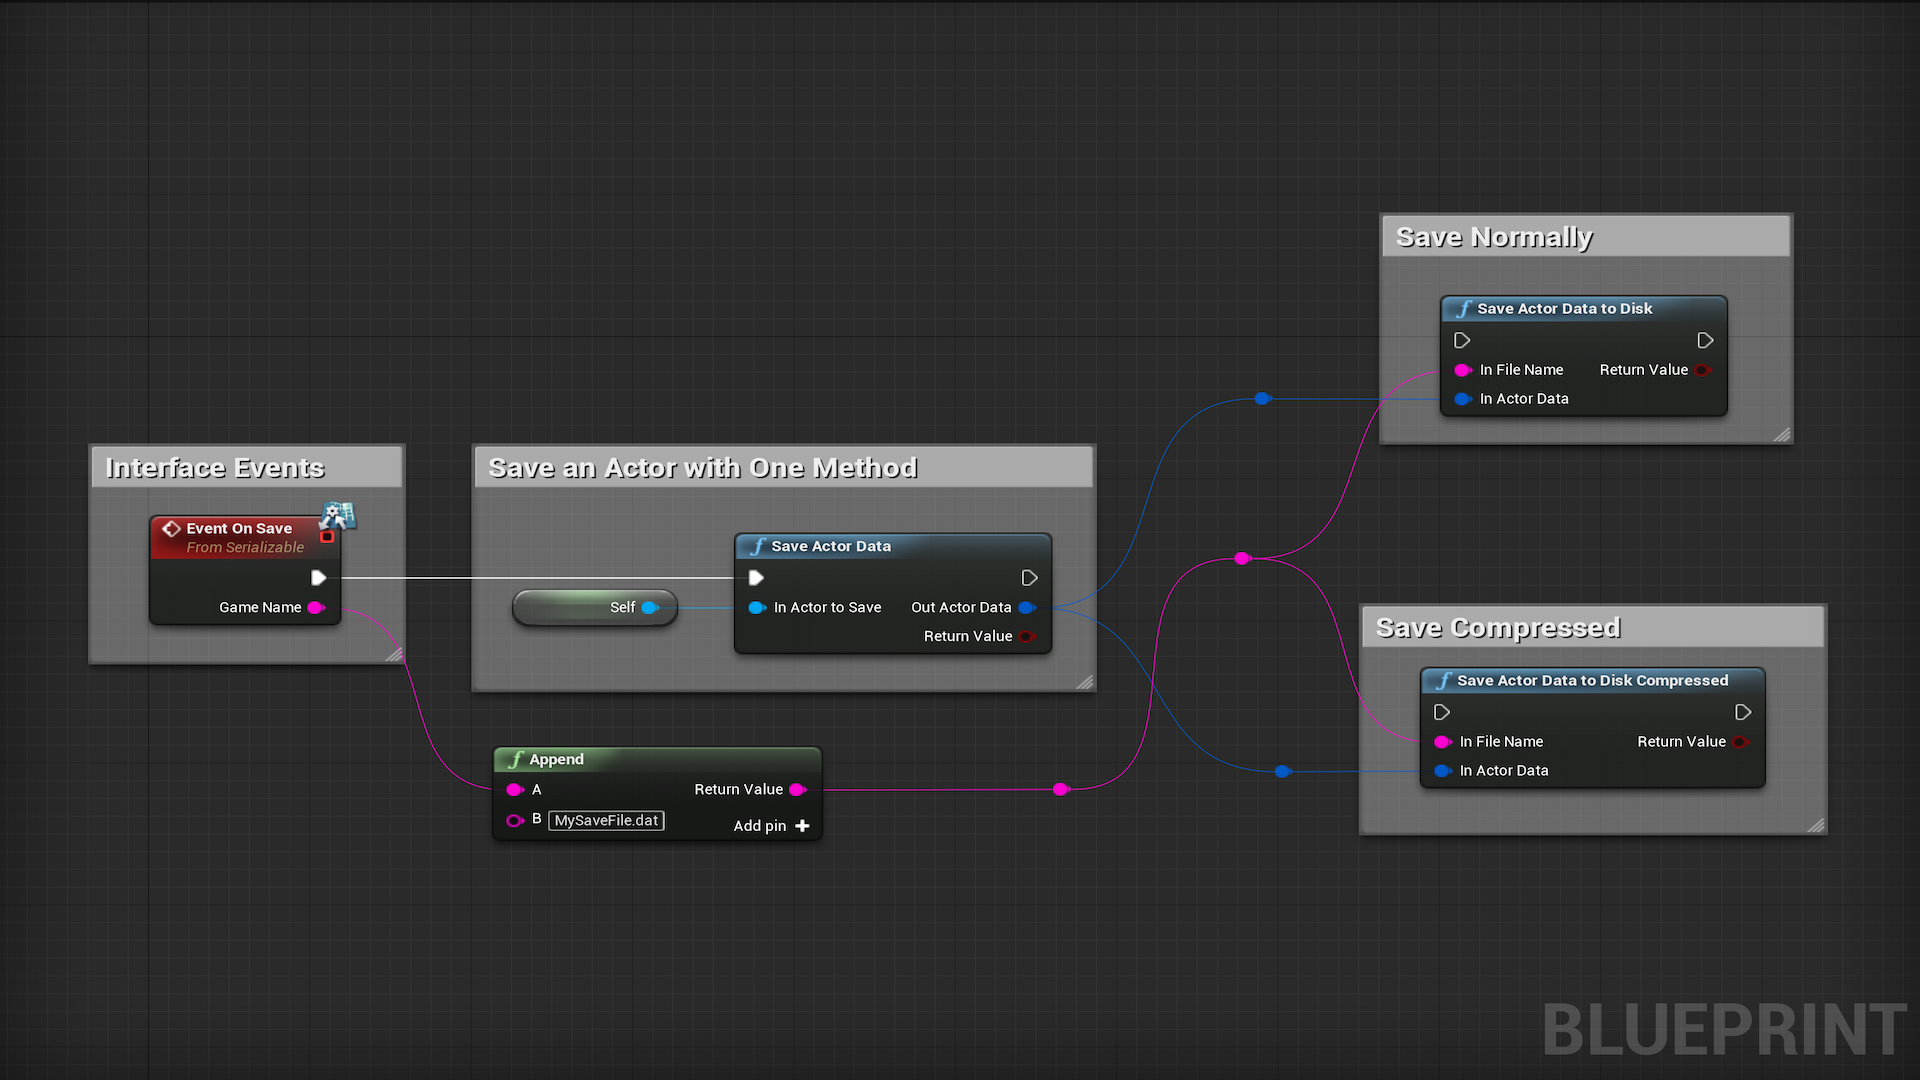 Interface Events
Event On Save
From Serializable
Game Name
Save an Actor with One Method
Self
Save Actor Data
In Actor to Save
Out Actor Data
Return Value
Append
A
Return Value
B
MySaveFile.dat
Add pin
Save Normally
Save Actor Data to Disk
In File Name
Return Value
In Actor Data
Save Compressed
Save Actor Data to Disk Compressed
In File Name
Return Value
In Actor Data
BLUEPRINT